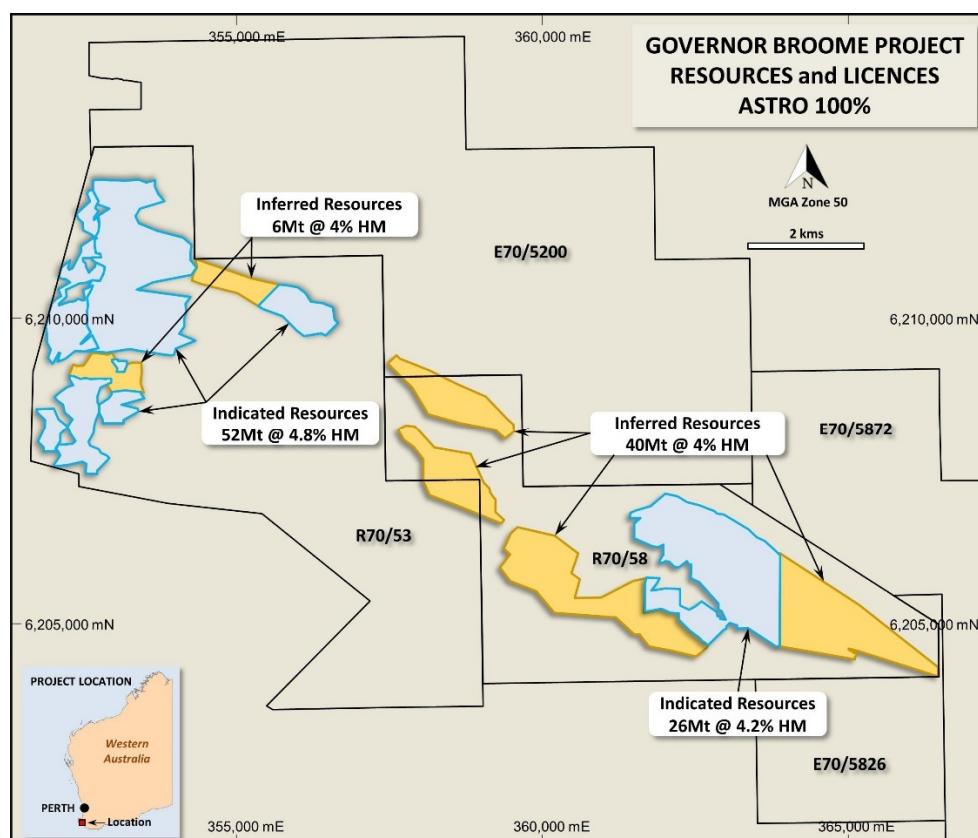 355,000 mE
360,000 mE
GOVERNOR BROOME PROJECT
RESOURCES and LICENCES
ASTRO 100%
N
MGA Zone 50
2 kms
Inferred Resources
6Mt @ 4% HM
E70/5200
6,210,000 mN
6,210,000 mN
Indicated Resources
52Mt @ 4.8% HM
Inferred Resources
40Mt @ 4% HM
E70/5872
R70/53
R70/58
6,205,000 mN
6,205,000 mN
PROJECT LOCATION
Western
Australia
PERTH
Location
Indicated Resources
26Mt @ 4.2% HM
E70/5826
355,000 mE
360,000 mE
365,000 mE